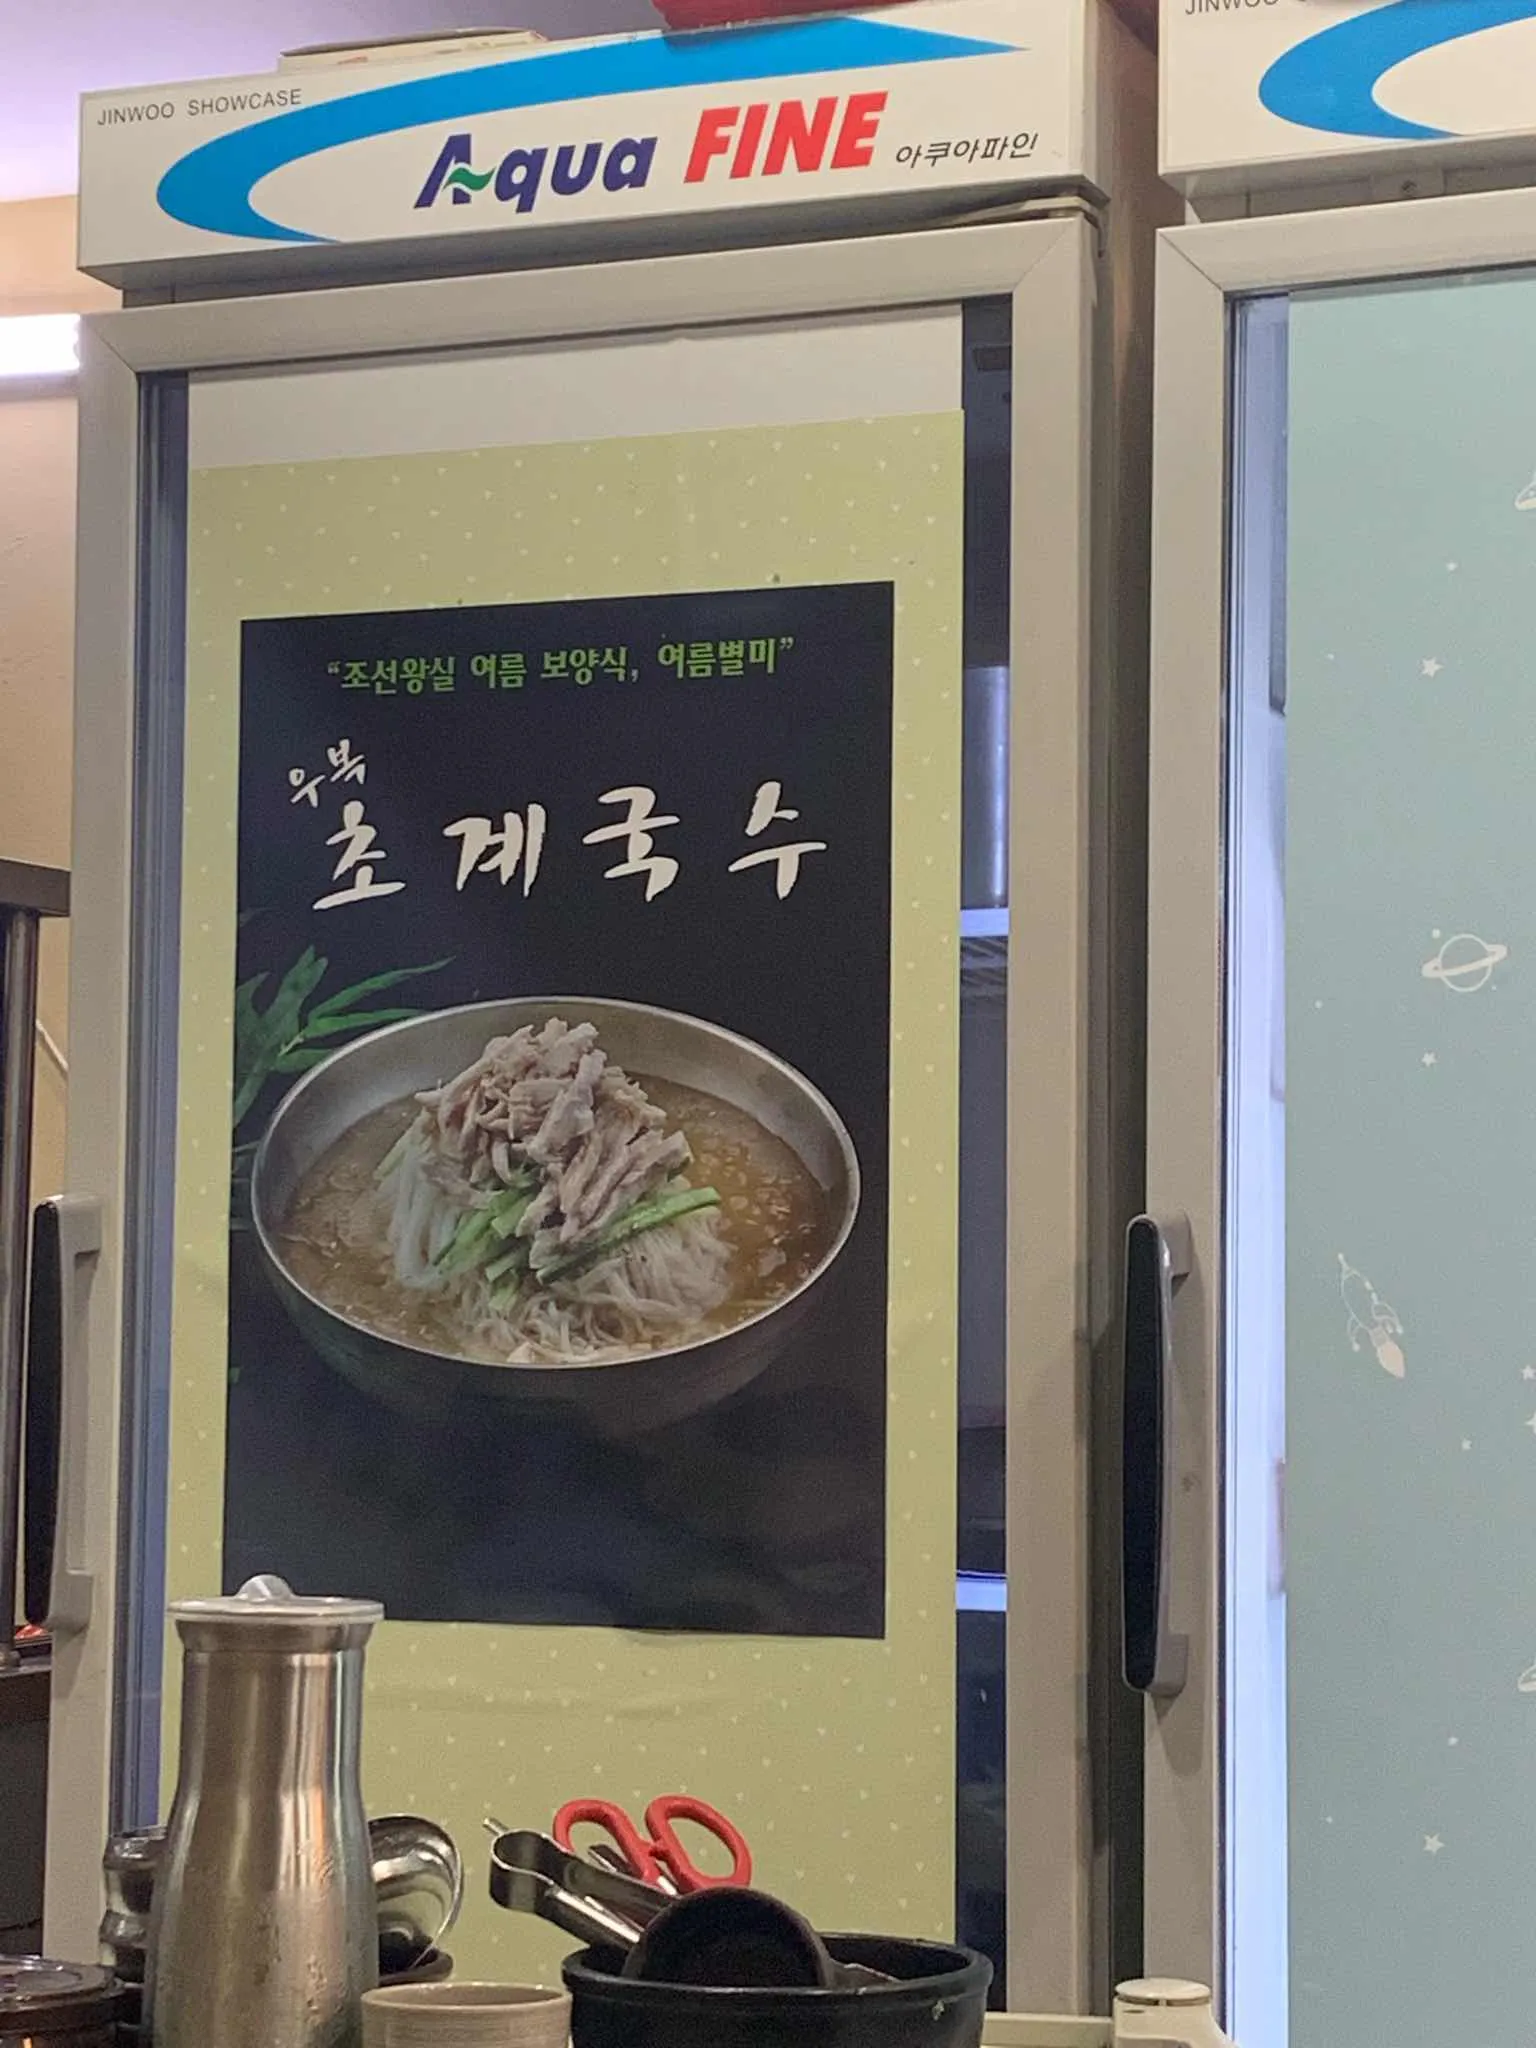 JINWOO SHOWCASE
Aqua FINE 아쿠아파인
JINWOO
"조선왕실 여름 보양식, 여름별미"
우복
초계국수